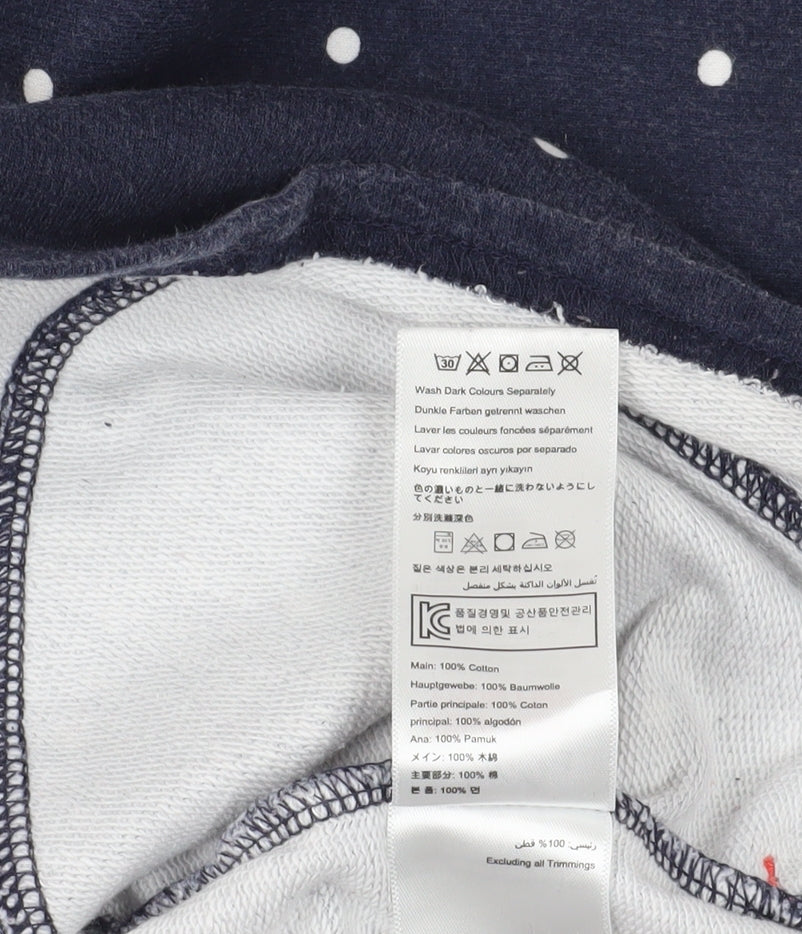 30
Wash Dark Colours Separately
Dunkle Farben getrennt waschen
Laver les couleurs foncées séparément
Lavar colores oscuros por separado
Koyu renklileri ayrı yıkayın
色の濃いものと一緒に洗わないようにし
てください
分別洗滌深色
짙은 색상은 분리 세탁하십시오
تُغسل الألوان الداكنة بشكل منفصل
품질경영및 공산품안전관리
법에 의한 표시
Main: 100% Cotton
Hauptgewebe: 100% Baumwolle
Partie principale: 100% Coton
principal: 100% algodón
Ana: 100% Pamuk
メイン: 100% 木綿
主要部分: 100% 棉
본 품: 100% 면
رئيسي: 100% قطن
Excluding all Trimmings